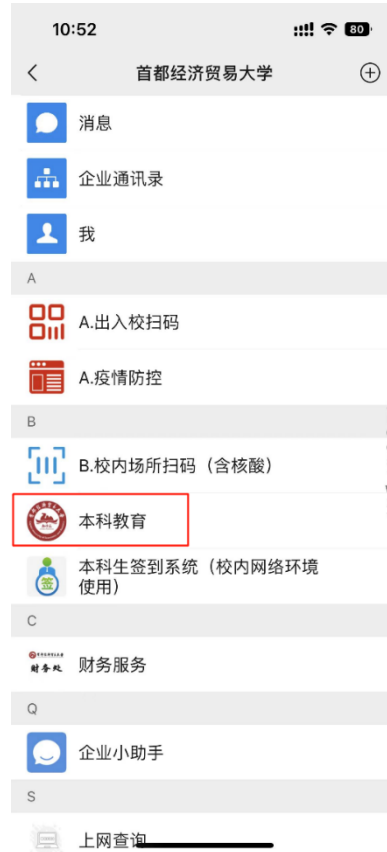 10:52
80
首都经济贸易大学
消息
企业通讯录
我
A
A.出入校扫码
A.疫情防控
B
B.校内场所扫码（含核酸）
本科教育
签
本科生签到系统（校内网络环境
使用）
C
财务处
财务服务
Q
企业小助手
S
上网查询